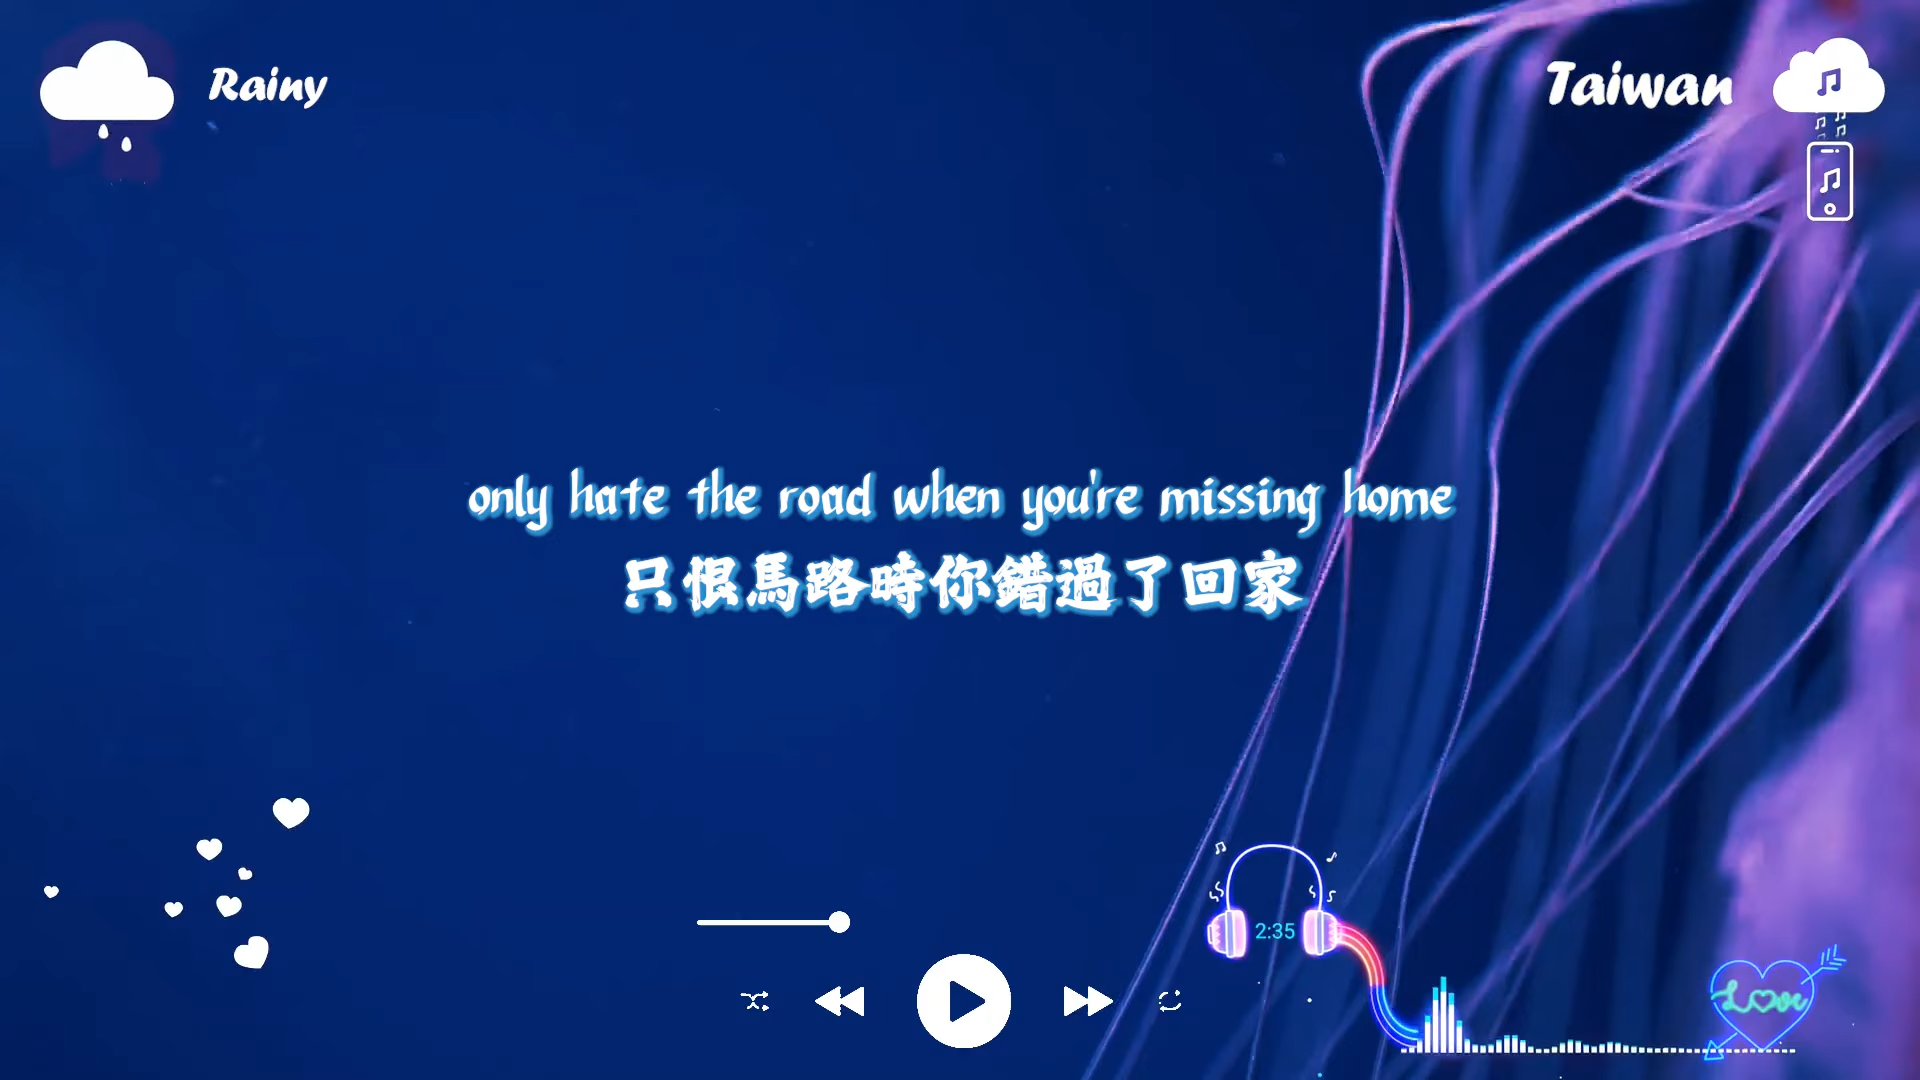 Rainy
Taiwan
only hate the road when you're missing home
只恨馬路時你錯過了回家
2:35
Love